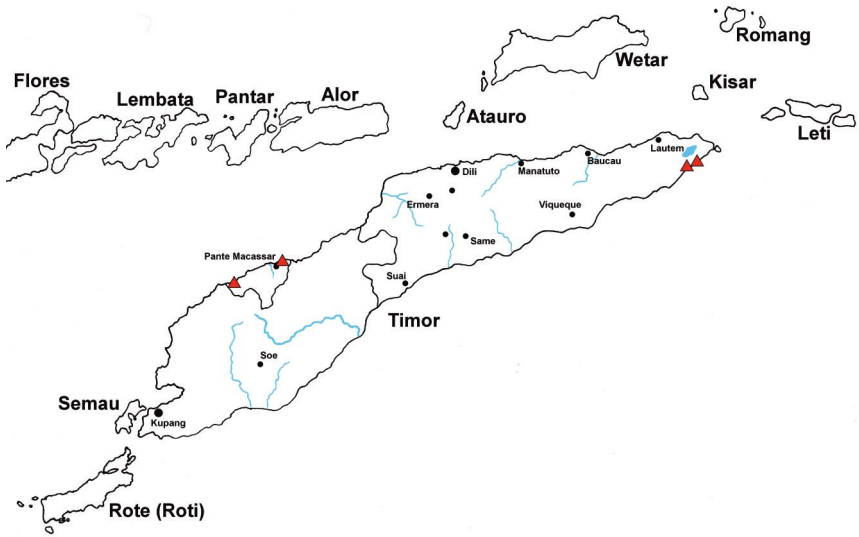 Romang
Wetar
Flores
Kisar
Lembata
Pantar
Alor
Atauro
Leti
Lautem
Baucau
Dili
Manatuto
Ermera
Viqueque
Same
Pante Macassar
Suai
Timor
Soe
Semau
Kupang
Rote (Roti)